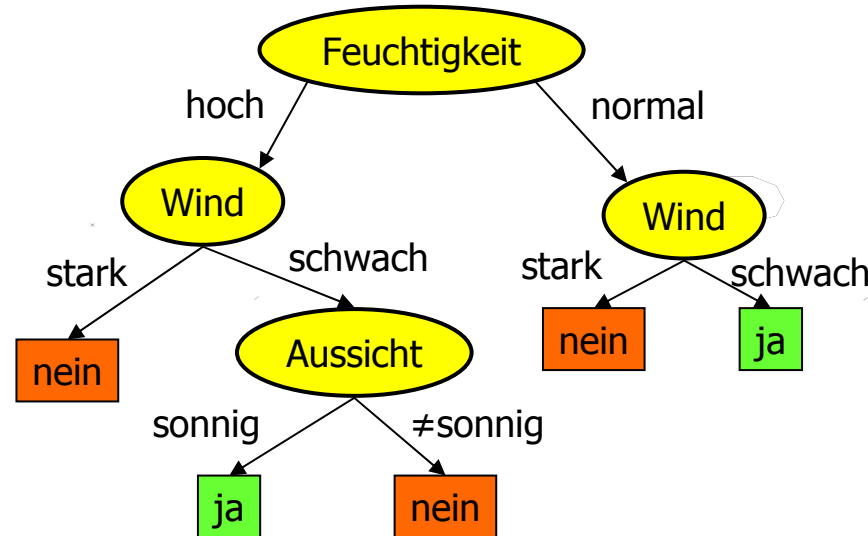 Feuchtigkeit
hoch
normal
Wind
Wind
stark
schwach
stark
schwach
nein
Aussicht
nein
ja
sonnig
≠sonnig
ja
nein